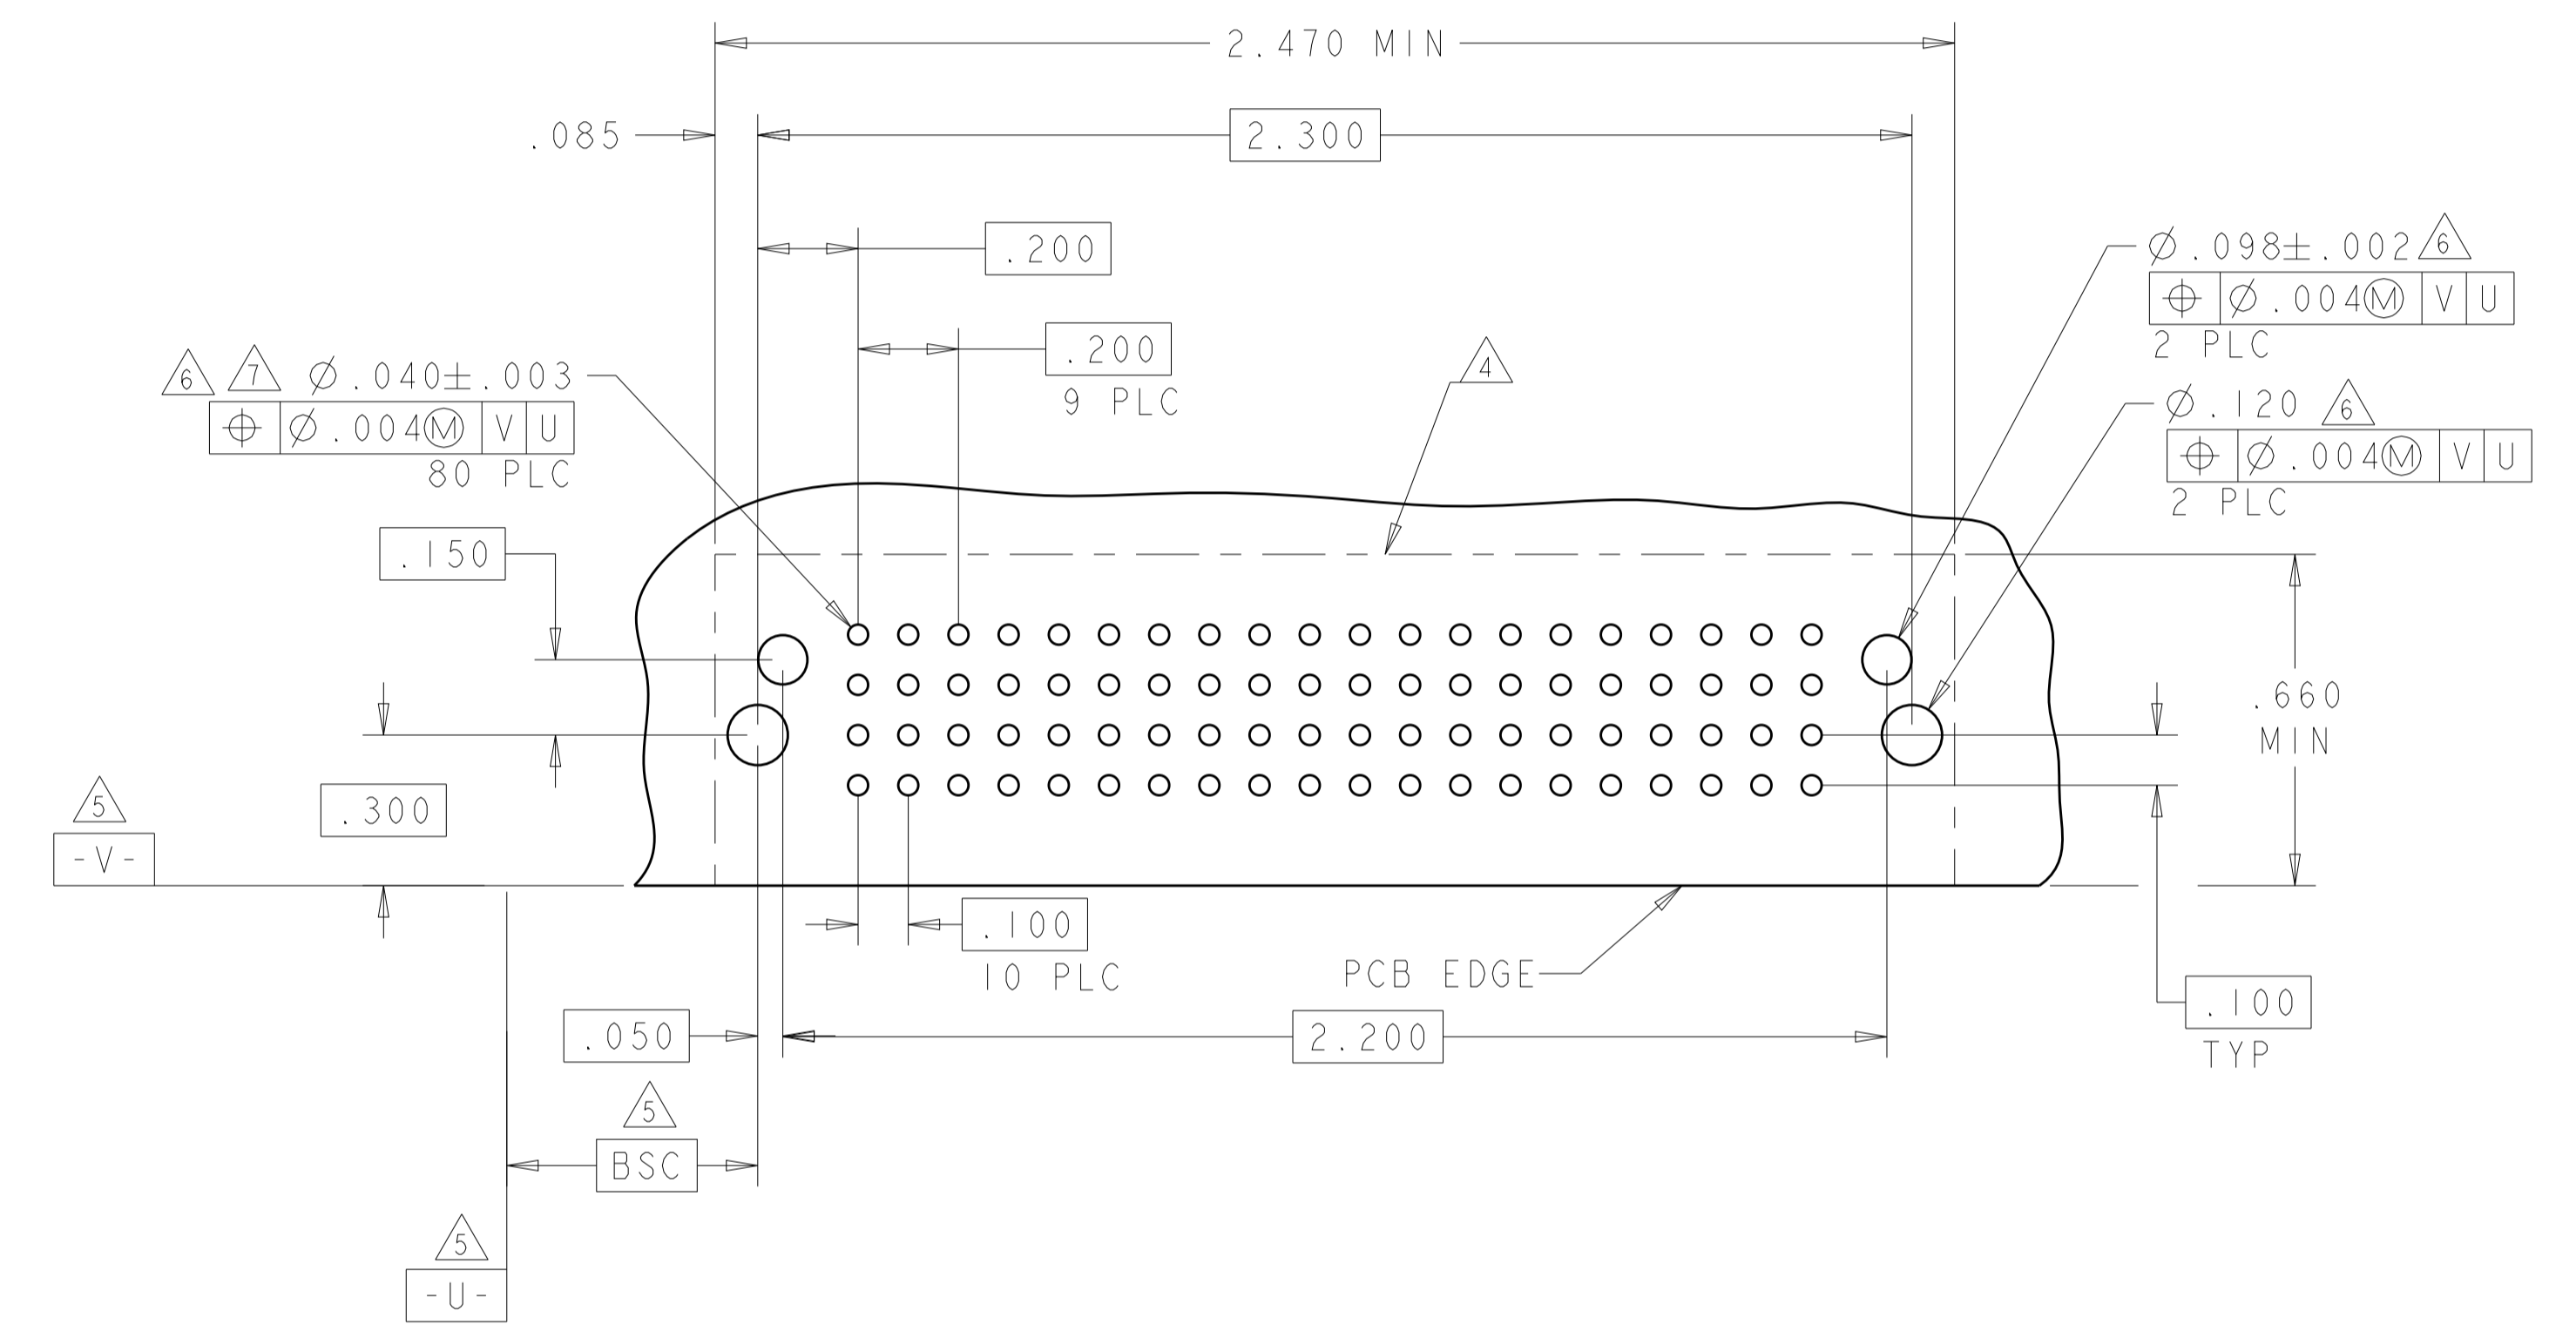 2.470 MIN
.085
2.300
.200
⌀.098±.002 6
⌖ ⌀.004Ⓜ V U
2 PLC
.200
9 PLC
4
6 7 ⌀.040±.003
⌖ ⌀.004Ⓜ V U
80 PLC
⌀.120 6
⌖ ⌀.004Ⓜ V U
2 PLC
.150
.660
MIN
.300
5
-V-
.100
10 PLC
PCB EDGE
.100
TYP
.050
2.200
5
BSC
5
-U-